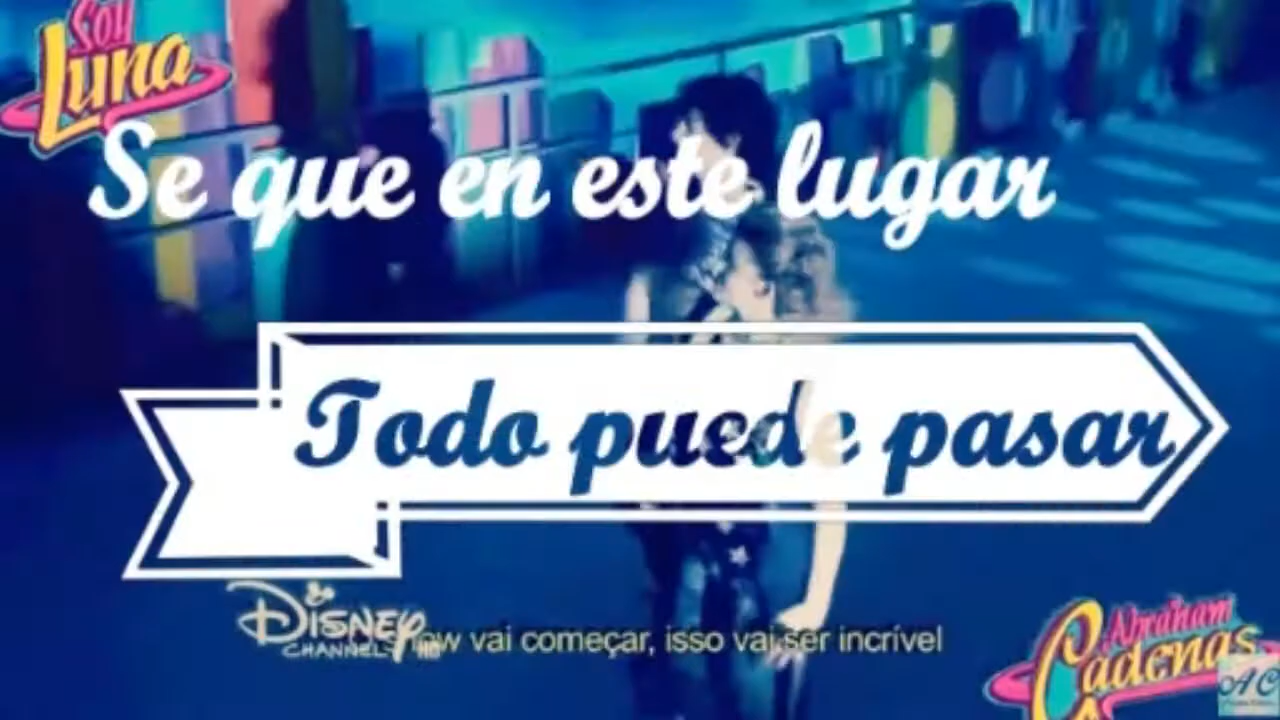 Soy
Luna
Se que en este lugar
Todo puede pasar
DISNEY
CHANNEL HD
vai começar, isso vai ser incrível
Abraham
Cadenas
AC